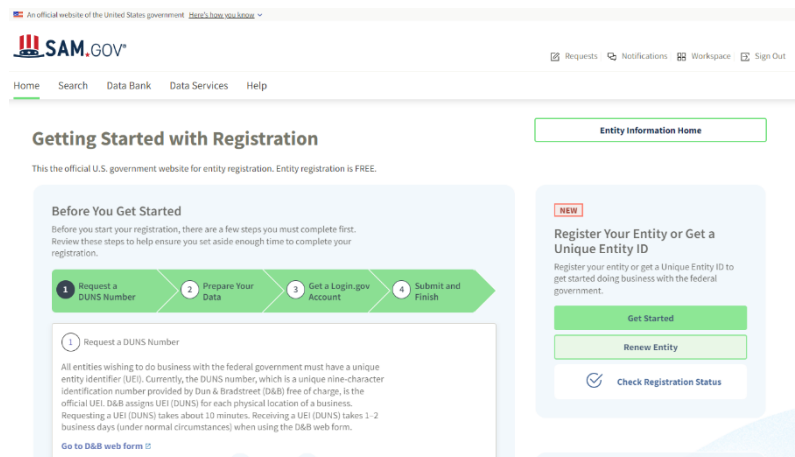 An official website of the United States government Here's how you know
SAM.GOV®
Requests Notifications Workspace Sign Out
Home Search Data Bank Data Services Help
Getting Started with Registration
This the official U.S. government website for entity registration. Entity registration is FREE.
Before You Get Started
Before you start your registration, there are a few steps you must complete first.
Review these steps to help ensure you set aside enough time to complete your
registration.
1 Request a
DUNS Number
2 Prepare Your
Data
3 Get a Login.gov
Account
4 Submit and
Finish
1 Request a DUNS Number
All entities wishing to do business with the federal government must have a unique
entity identifier (UEI). Currently, the DUNS number, which is a unique nine-character
identification number provided by Dun & Bradstreet (D&B) free of charge, is the
official UEI. D&B assigns UEI (DUNS) for each physical location of a business.
Requesting a UEI (DUNS) takes about 10 minutes. Receiving a UEI (DUNS) takes 1–2
business days (under normal circumstances) when using the D&B web form.
Go to D&B web form
Entity Information Home
NEW
Register Your Entity or Get a
Unique Entity ID
Register your entity or get a Unique Entity ID to
get started doing business with the federal
government.
Get Started
Renew Entity
Check Registration Status